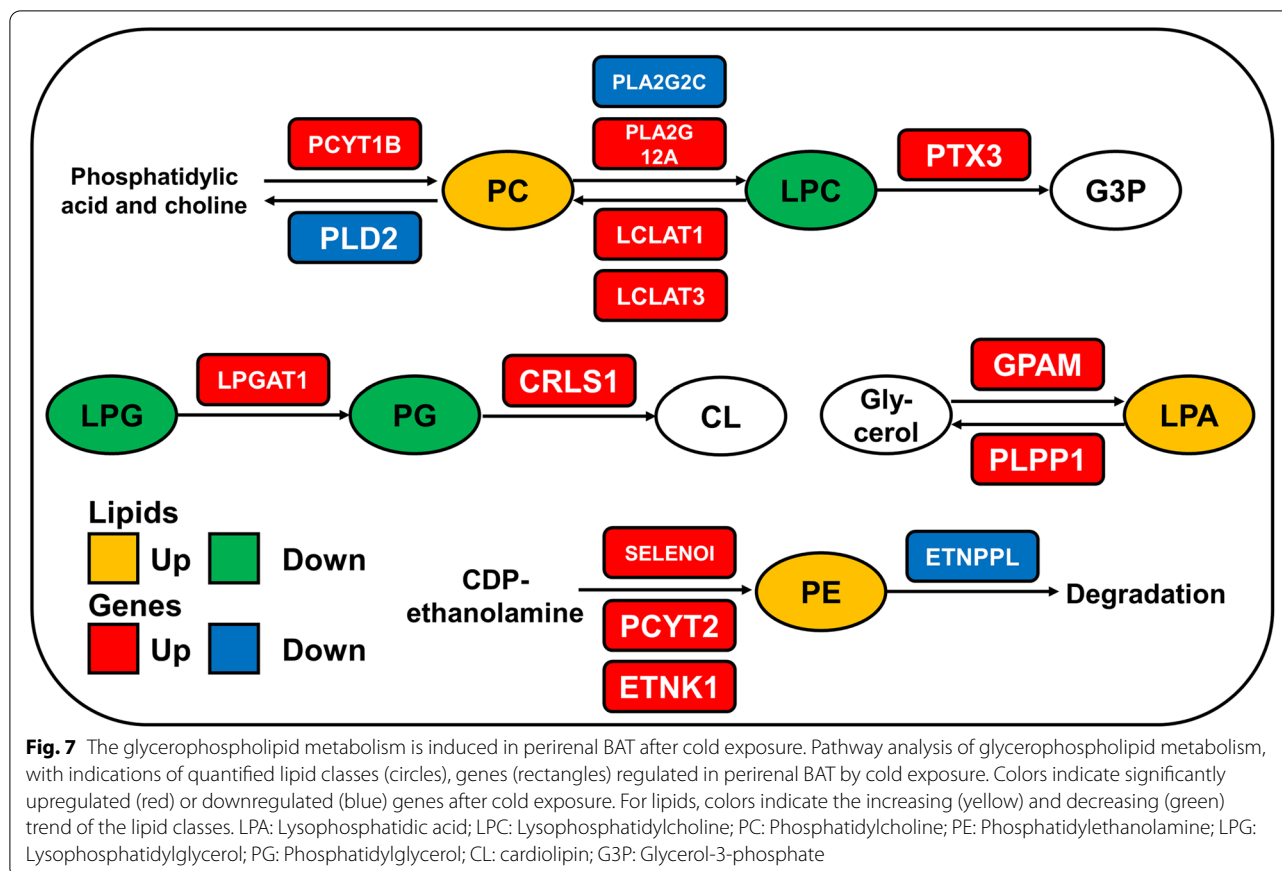 PLA2G2C
PCYT1B
PLA2G
12A
PTX3
Phosphatidylic
acid and choline
PC
LPC
G3P
PLD2
LCLAT1
LCLAT3
LPGAT1
CRLS1
GPAM
LPG
PG
CL
Gly-
cerol
LPA
PLPP1
Lipids
Up
Down
Genes
Up
Down
SELENOI
ETNPPL
CDP-
ethanolamine
PE
Degradation
PCYT2
ETNK1
Fig. 7 The glycerophospholipid metabolism is induced in perirenal BAT after cold exposure. Pathway analysis of glycerophospholipid metabolism,
with indications of quantified lipid classes (circles), genes (rectangles) regulated in perirenal BAT by cold exposure. Colors indicate significantly
upregulated (red) or downregulated (blue) genes after cold exposure. For lipids, colors indicate the increasing (yellow) and decreasing (green)
trend of the lipid classes. LPA: Lysophosphatidic acid; LPC: Lysophosphatidylcholine; PC: Phosphatidylcholine; PE: Phosphatidylethanolamine; LPG:
Lysophosphatidylglycerol; PG: Phosphatidylglycerol; CL: cardiolipin; G3P: Glycerol-3-phosphate